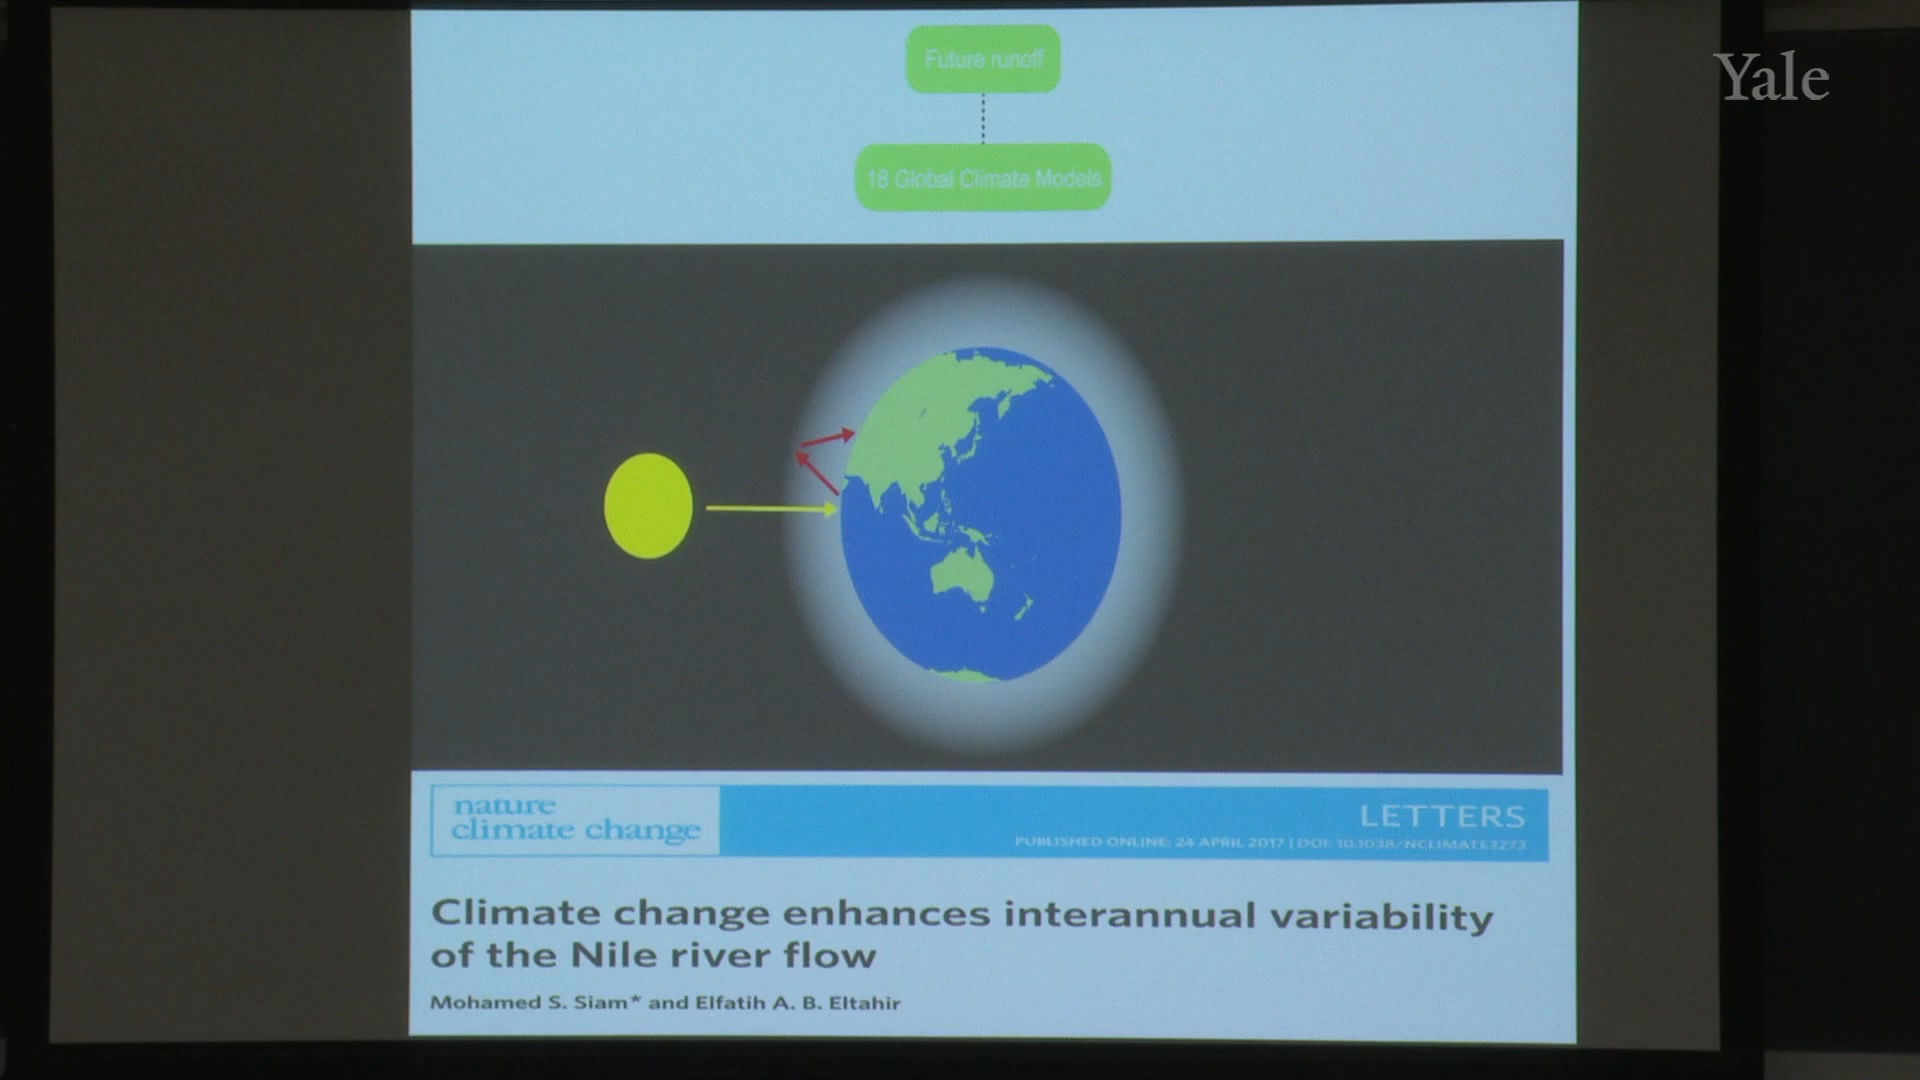 Future runoff
Yale
18 Global Climate Models
nature
climate change
LETTERS
PUBLISHED ONLINE: 24 APRIL 2017 | DOI: 10.1038/NCLIMATE3273
Climate change enhances interannual variability
of the Nile river flow
Mohamed S. Siam* and Elfatih A. B. Eltahir